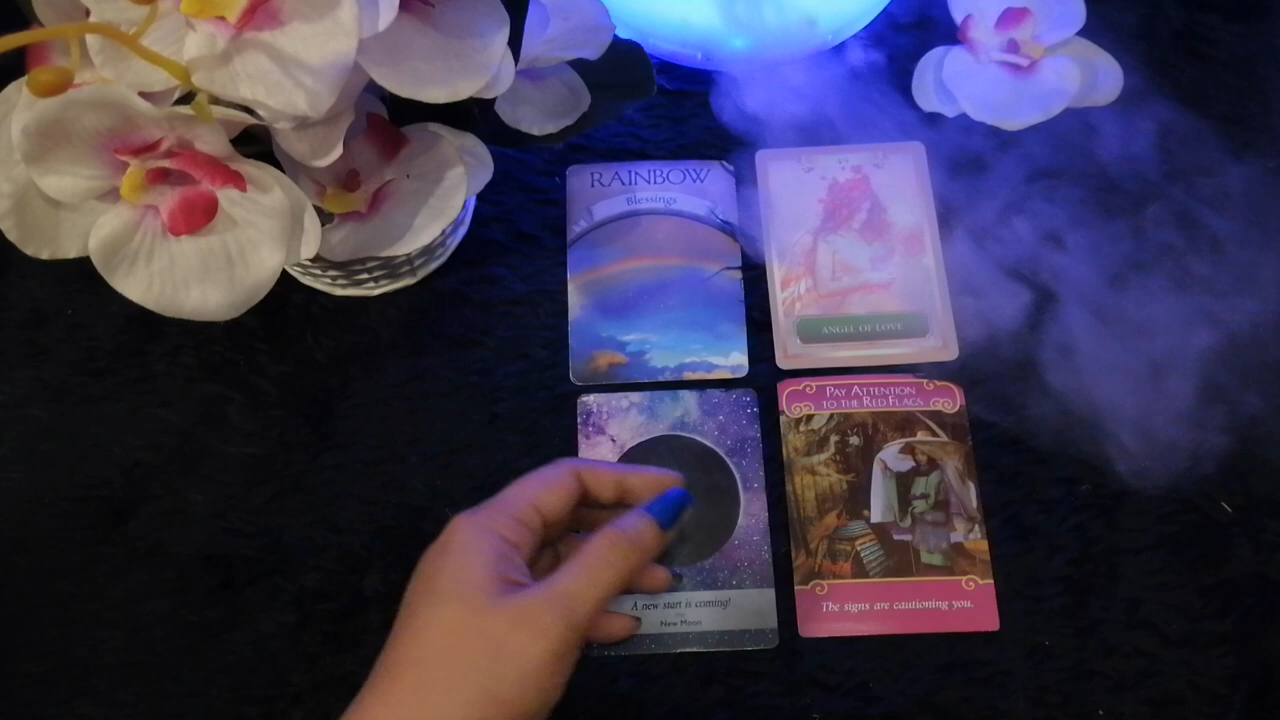 RAINBOW
Blessings
ANGEL OF LOVE
PAY ATTENTION
TO THE RED FLAGS
A new start is coming!
New Moon
The signs are cautioning you.